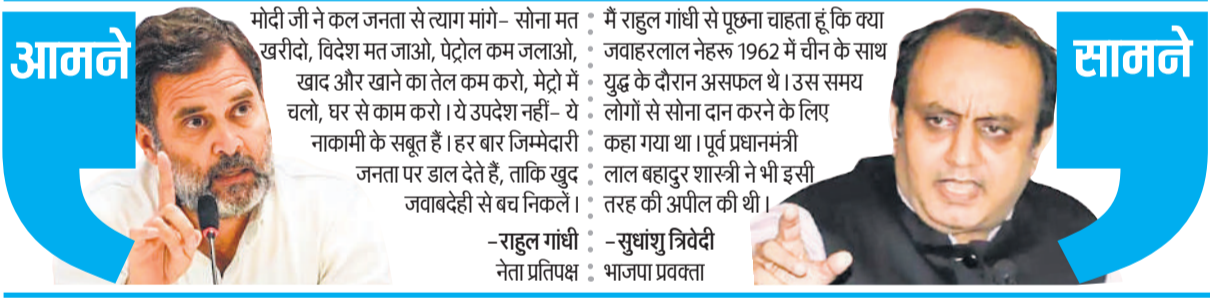 आमने
मोदी जी ने कल जनता से त्याग मांगे– सोना मत
खरीदो, विदेश मत जाओ, पेट्रोल कम जलाओ,
खाद और खाने का तेल कम करो, मेट्रो में
चलो, घर से काम करो। ये उपदेश नहीं– ये
नाकामी के सबूत हैं। हर बार जिम्मेदारी
जनता पर डाल देते हैं, ताकि खुद
जवाबदेही से बच निकलें।
–राहुल गांधी
नेता प्रतिपक्ष
मैं राहुल गांधी से पूछना चाहता हूं कि क्या
जवाहरलाल नेहरू 1962 में चीन के साथ
युद्ध के दौरान असफल थे। उस समय
लोगों से सोना दान करने के लिए
कहा गया था। पूर्व प्रधानमंत्री
लाल बहादुर शास्त्री ने भी इसी
तरह की अपील की थी।
–सुधांशु त्रिवेदी
भाजपा प्रवक्ता
सामने